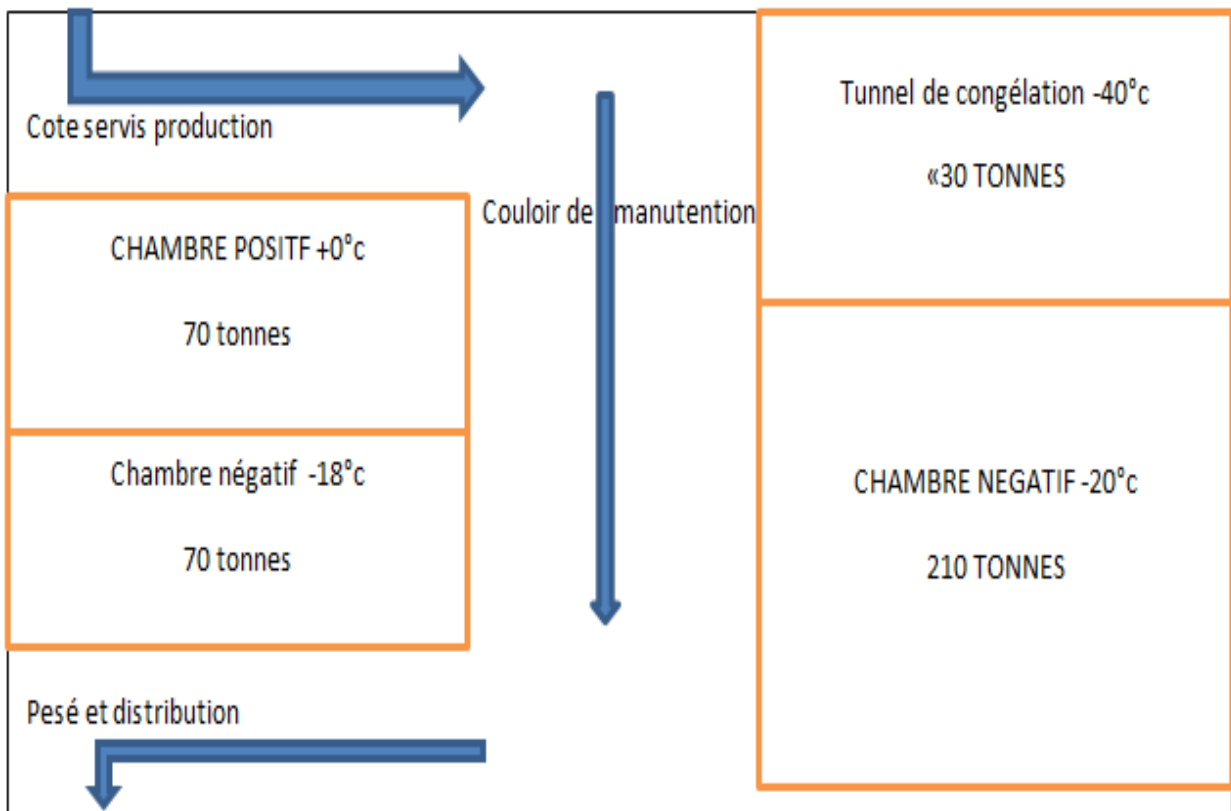 Cote servis production
CHAMBRE POSITF +0°c
70 tonnes
Chambre négatif -18°c
70 tonnes
Pesé et distribution
Couloir de manutention
Tunnel de congélation -40°c
«30 TONNES
CHAMBRE NEGATIF -20°c
210 TONNES